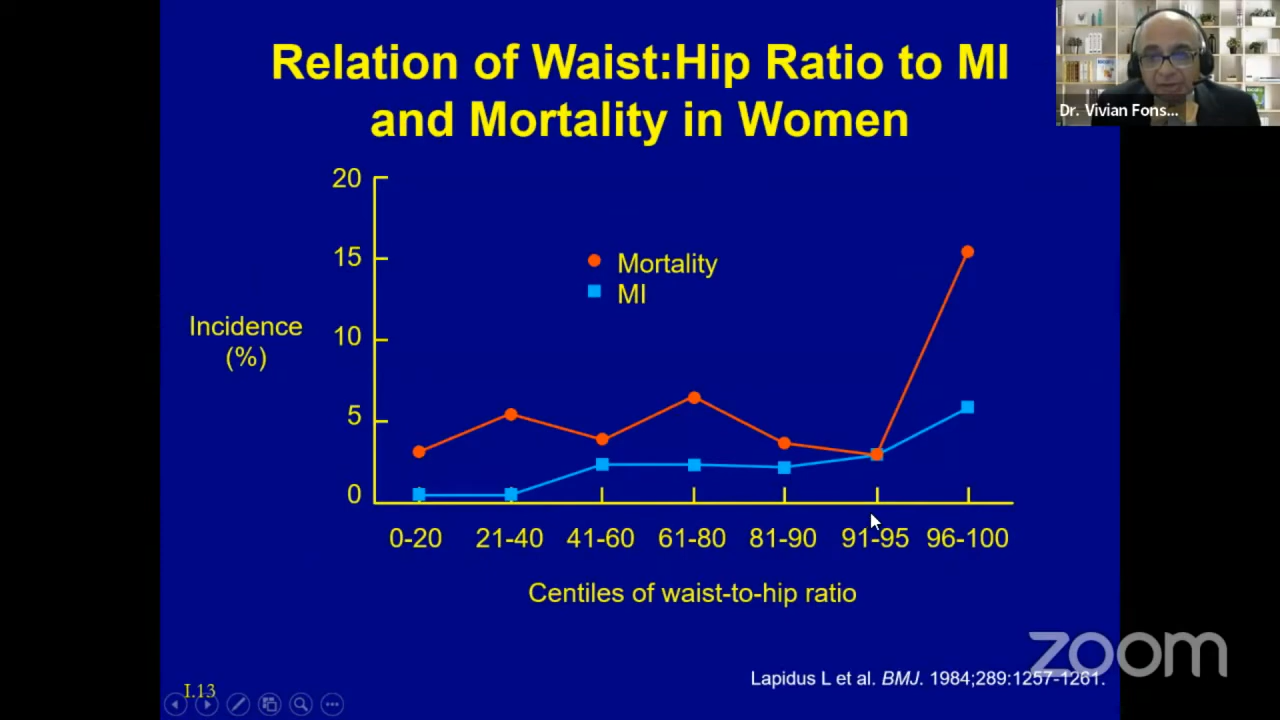 Relation of Waist:Hip Ratio to MI
and Mortality in Women
Dr. Vivian Fons...
20
15
10
5
0
Incidence
(%)
Mortality
MI
0-20 21-40 41-60 61-80 81-90 91-95 96-100
Centiles of waist-to-hip ratio
zoom
Lapidus L et al. BMJ. 1984;289:1257-1261.
I.13